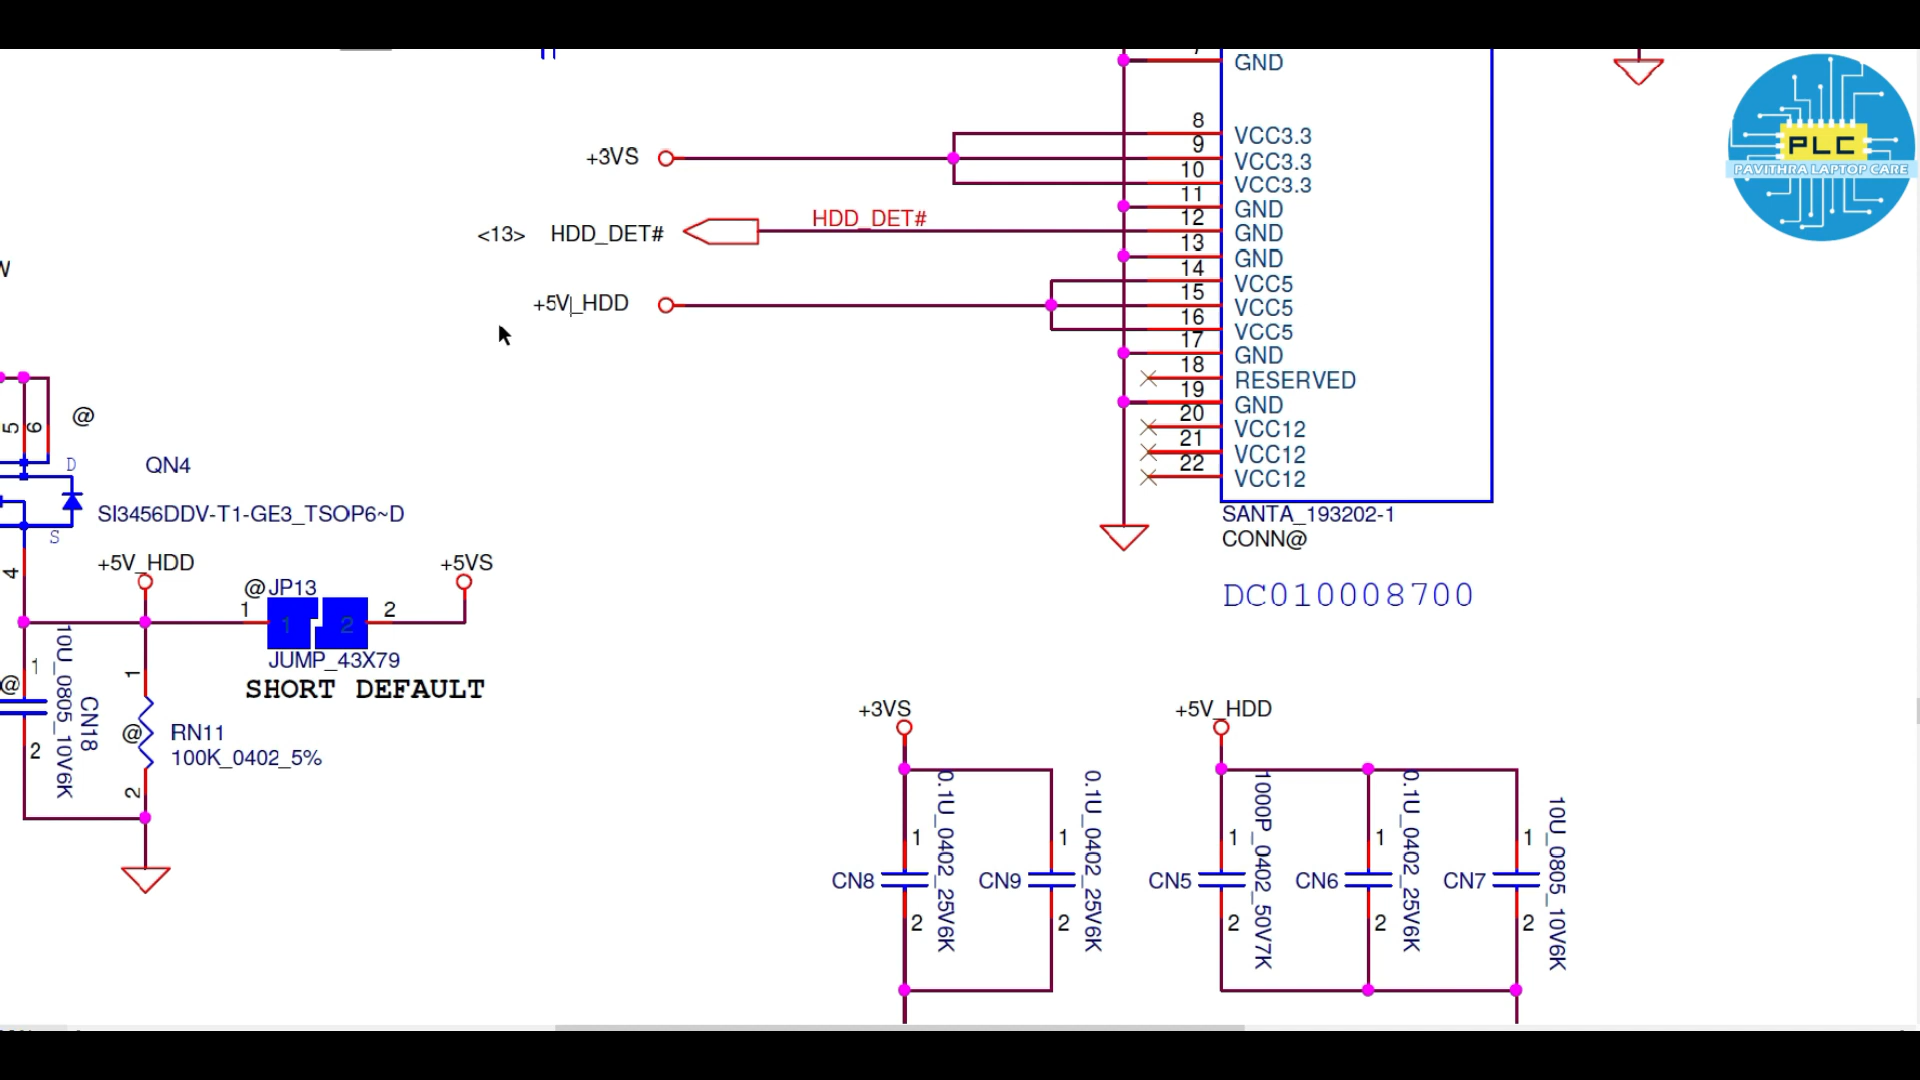 GND
8
VCC3.3
9
+3VS
VCC3.3
10
VCC3.3
11
GND
12
HDD_DET#
<13> HDD_DET#
GND
13
GND
14
VCC5
15
+5V_HDD
VCC5
16
VCC5
17
GND
18
RESERVED
19
GND
20
VCC12
21
VCC12
22
VCC12
SANTA_193202-1
CONN@
DC010008700
PLC
PAVITHRA LAPTOP CARE
W
5
6
@
D
QN4
SI3456DDV-T1-GE3_TSOP6~D
S
4
+5V_HDD
+5VS
@JP13
1
1
2
2
JUMP_43X79
SHORT DEFAULT
1
@
2
10U_0805_10V6K
CN18
1
@
RN11
100K_0402_5%
2
+3VS
1
CN8
2
0.1U_0402_25V6K
1
CN9
2
0.1U_0402_25V6K
+5V_HDD
1
CN5
2
1000P_0402_50V7K
1
CN6
2
0.1U_0402_25V6K
1
CN7
2
10U_0805_10V6K